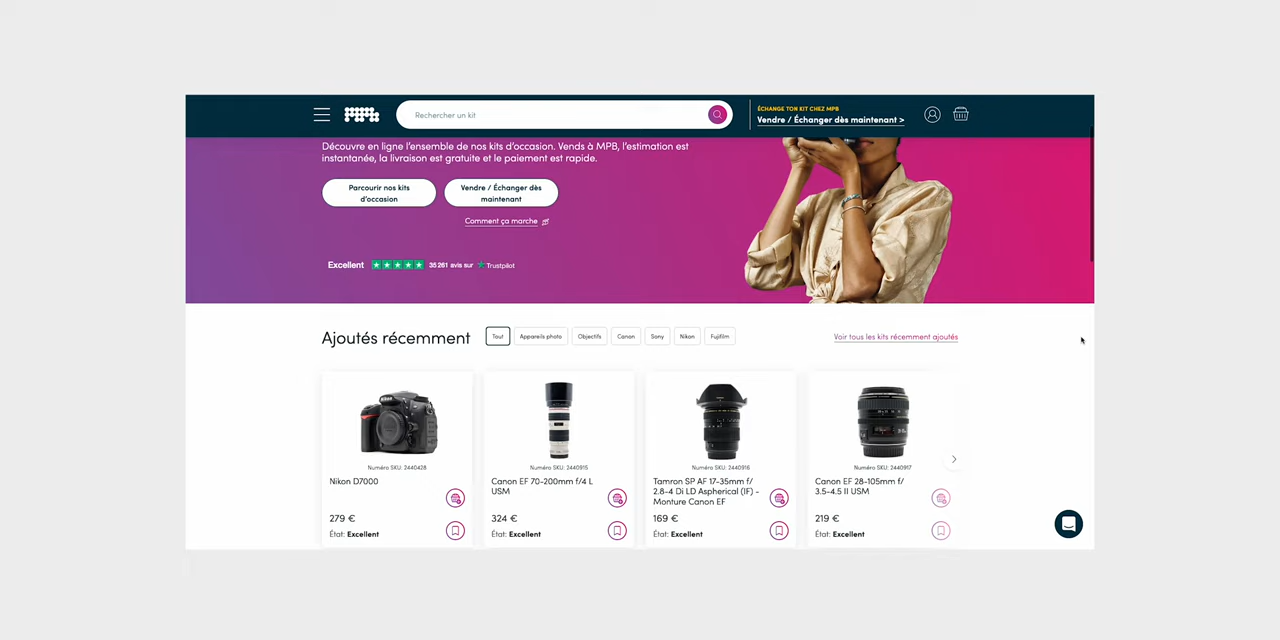 mpb
Rechercher un kit
ÉCHANGE TON KIT CHEZ MPB
Vendre / Échanger dès maintenant >
Découvre en ligne l'ensemble de nos kits d'occasion. Vends à MPB, l'estimation est
instantanée, la livraison est gratuite et le paiement est rapide.
Parcourir nos kits
d'occasion
Vendre / Échanger dès
maintenant
Comment ça marche
Excellent
35 261 avis sur
Trustpilot
Ajoutés récemment
Tout
Appareils photo
Objectifs
Canon
Sony
Nikon
Fujifilm
Voir tous les kits récemment ajoutés
Numéro SKU: 2440428
Nikon D7000
279 €
État: Excellent
Numéro SKU: 2440915
Canon EF 70-200mm f/4 L
USM
324 €
État: Excellent
Numéro SKU: 2440916
Tamron SP AF 17-35mm f/
2.8-4 Di LD Aspherical (IF) -
Monture Canon EF
169 €
État: Excellent
Numéro SKU: 2440917
Canon EF 28-105mm f/
3.5-4.5 II USM
219 €
État: Excellent